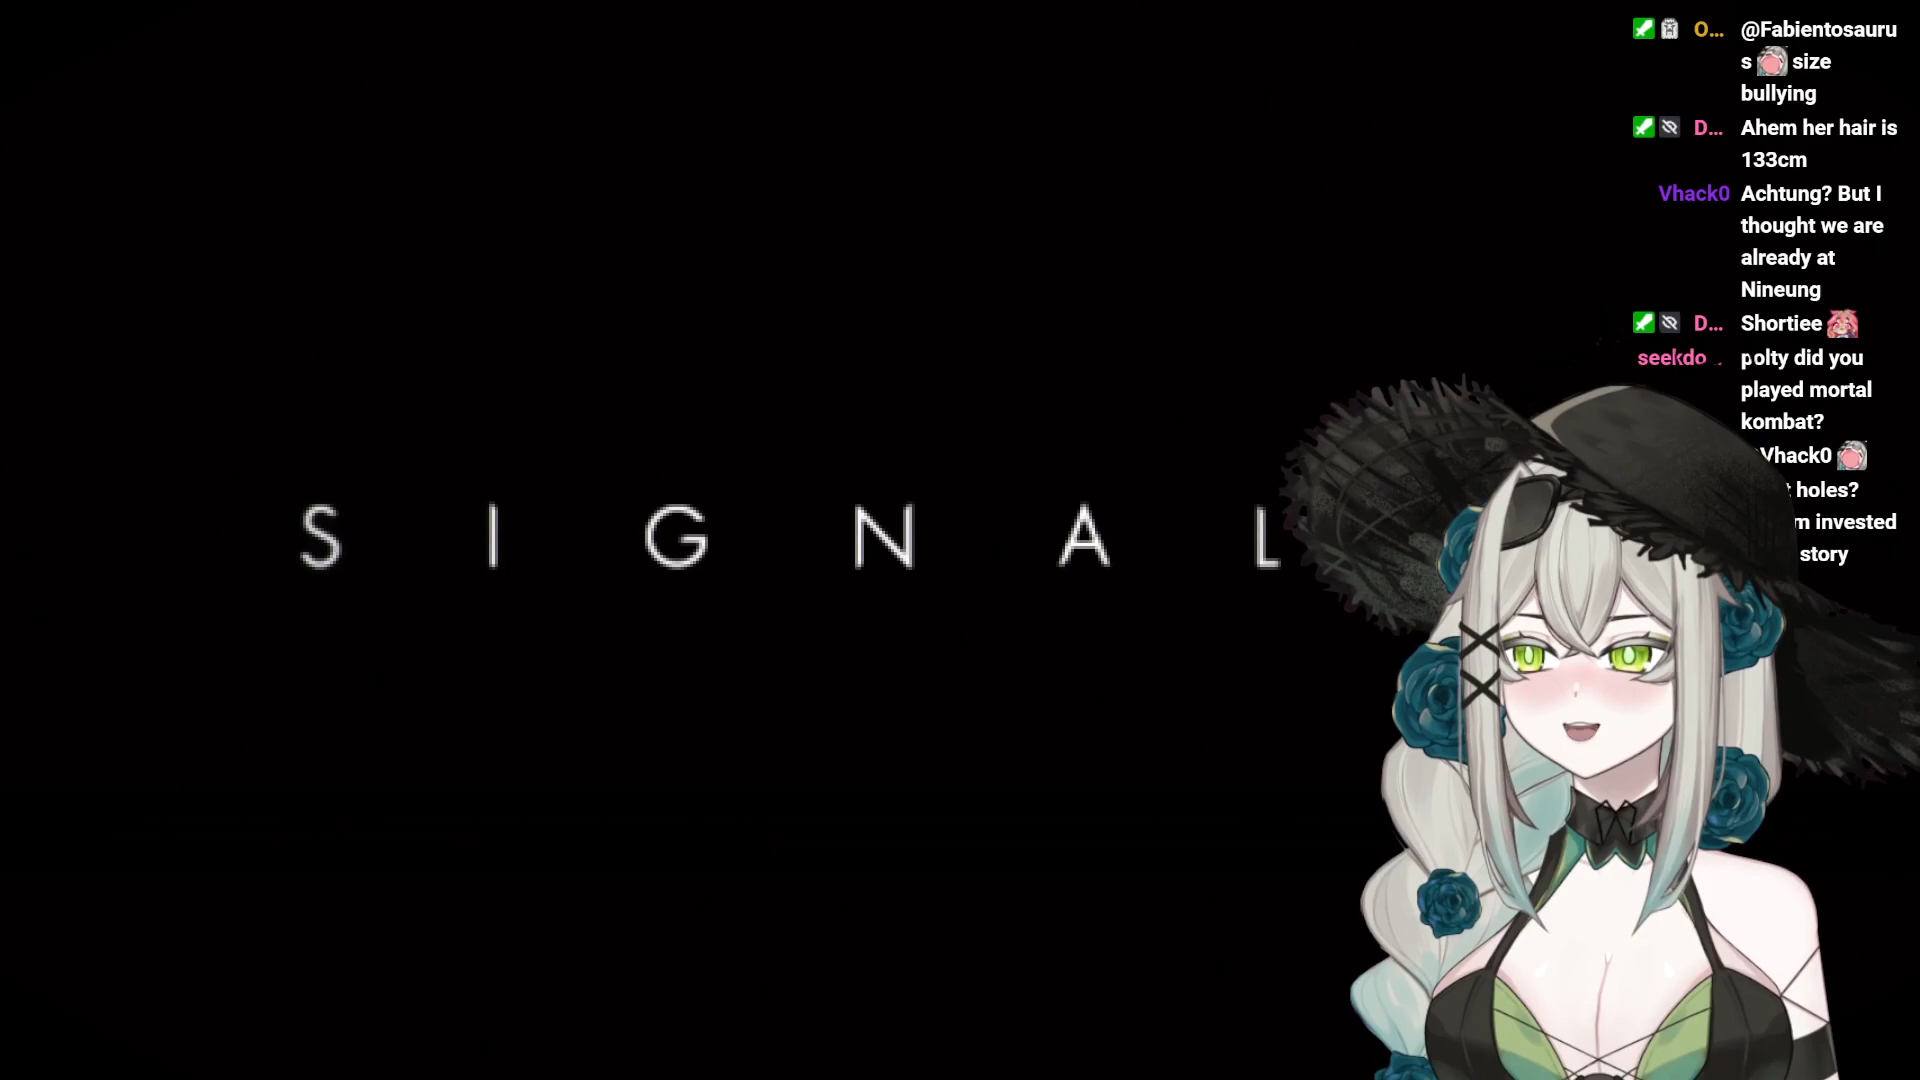 S I G N A L
O... @Fabientosauru
s size
bullying
D... Ahem her hair is
133cm
Vhack0 Achtung? But I
thought we are
already at
Nineung
D... Shortiee
seekdo polty did you
played mortal
kombat?
Vhack0
holes?
invested
story